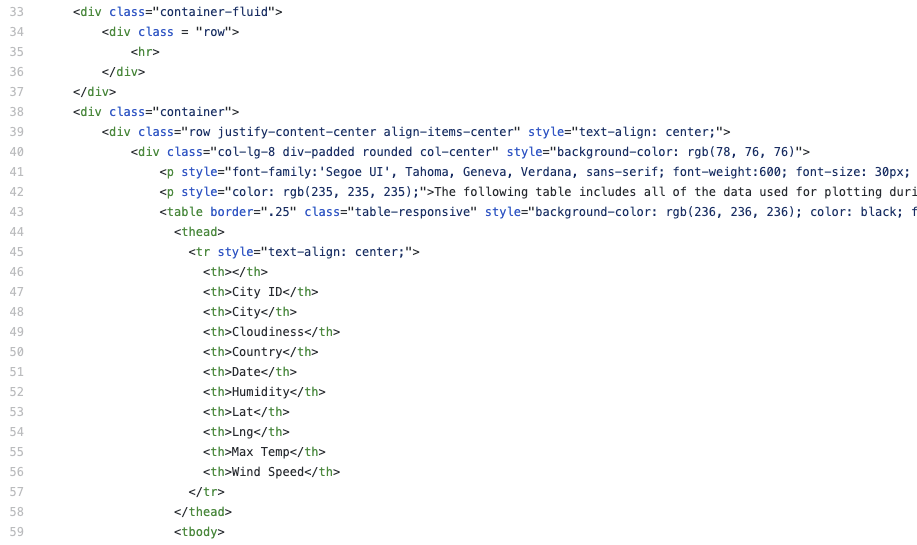 33 <div class="container-fluid">
34 <div class = "row">
35 <hr>
36 </div>
37 </div>
38 <div class="container">
39 <div class="row justify-content-center align-items-center" style="text-align: center;">
40 <div class="col-lg-8 div-padded rounded col-center" style="background-color: rgb(78, 76, 76)">
41 <p style="font-family:'Segoe UI', Tahoma, Geneva, Verdana, sans-serif; font-weight:600; font-size: 30px;
42 <p style="color: rgb(235, 235, 235);">The following table includes all of the data used for plotting duri
43 <table border=".25" class="table-responsive" style="background-color: rgb(236, 236, 236); color: black; f
44 <thead>
45 <tr style="text-align: center;">
46 <th></th>
47 <th>City ID</th>
48 <th>City</th>
49 <th>Cloudiness</th>
50 <th>Country</th>
51 <th>Date</th>
52 <th>Humidity</th>
53 <th>Lat</th>
54 <th>Lng</th>
55 <th>Max Temp</th>
56 <th>Wind Speed</th>
57 </tr>
58 </thead>
59 <tbody>